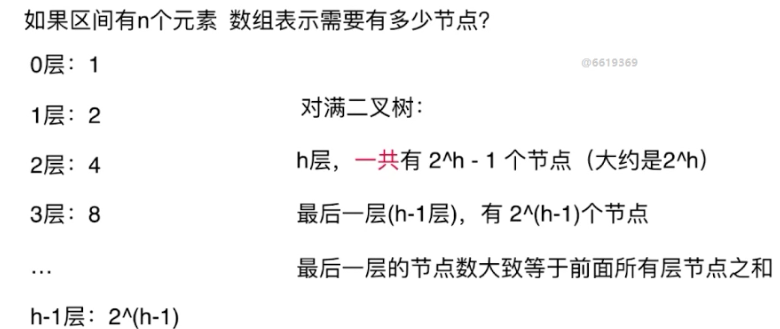 如果区间有n个元素 数组表示需要有多少节点？
@6619369
0层：1
1层：2
2层：4
3层：8
…
h-1层：2^(h-1)
对满二叉树：
h层，一共有 2^h - 1 个节点（大约是2^h）
最后一层(h-1层)，有 2^(h-1)个节点
最后一层的节点数大致等于前面所有层节点之和